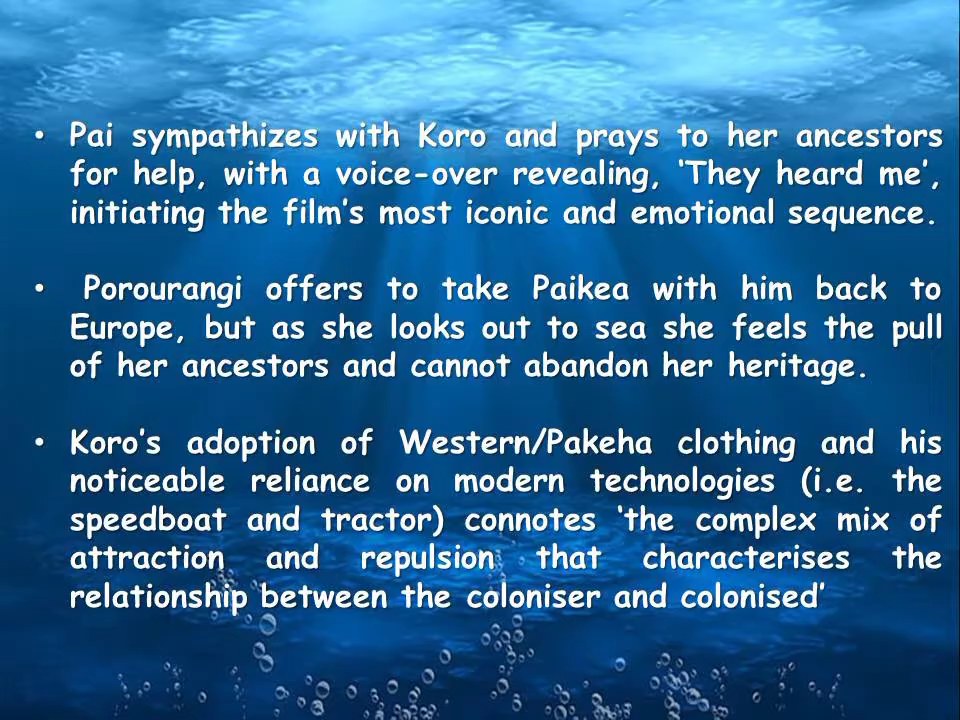 • Pai sympathizes with Koro and prays to her ancestors
for help, with a voice-over revealing, ‘They heard me’,
initiating the film’s most iconic and emotional sequence.
• Porourangi offers to take Paikea with him back to
Europe, but as she looks out to sea she feels the pull
of her ancestors and cannot abandon her heritage.
• Koro’s adoption of Western/Pakeha clothing and his
noticeable reliance on modern technologies (i.e. the
speedboat and tractor) connotes ‘the complex mix of
attraction and repulsion that characterises the
relationship between the coloniser and colonised’